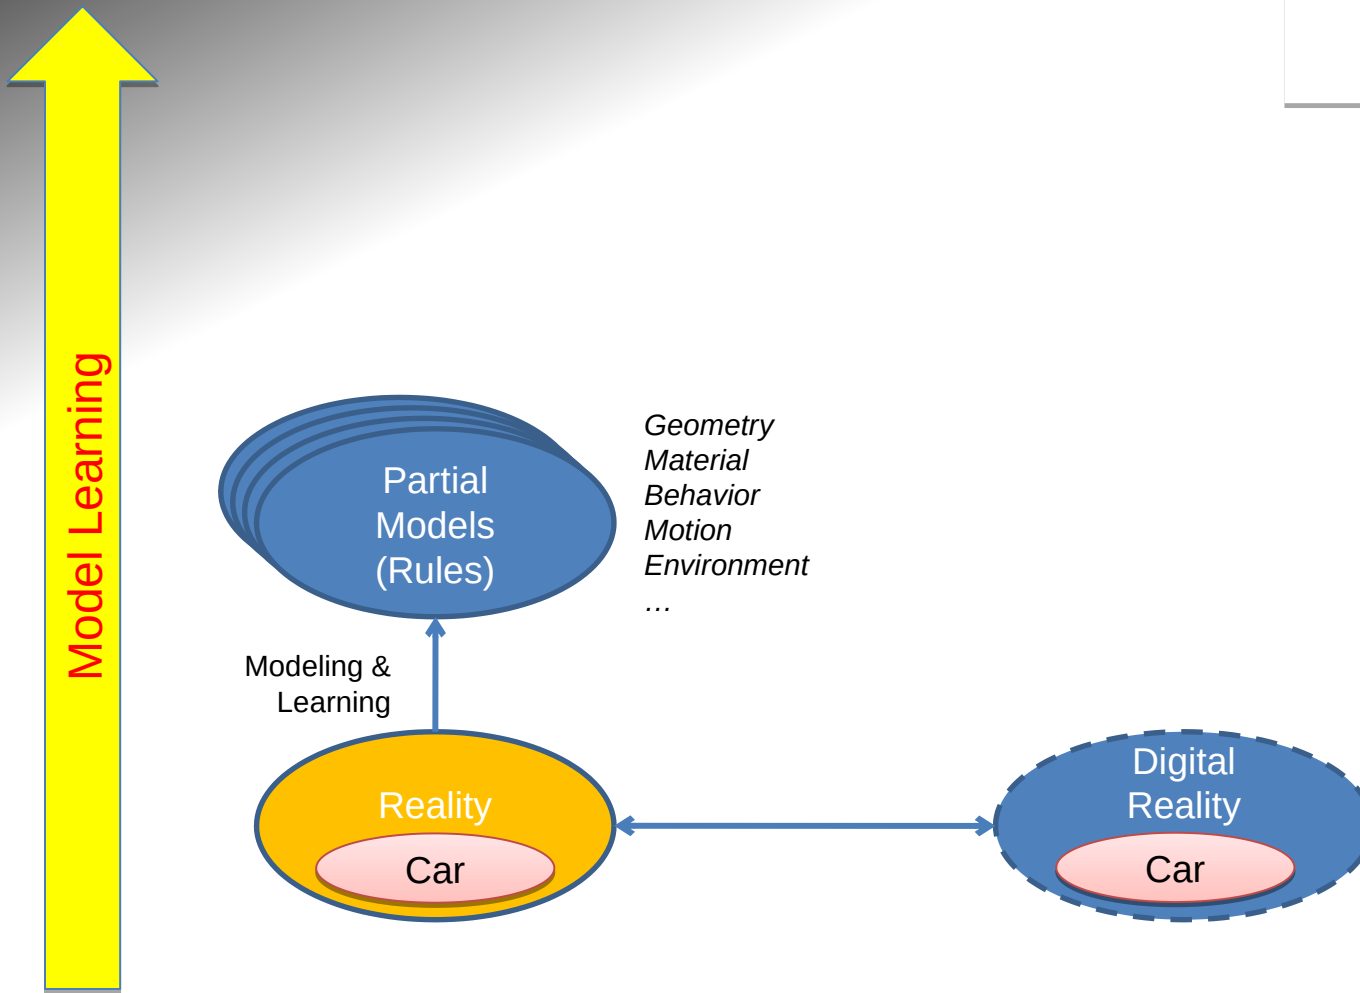 Model Learning
Partial
Models
(Rules)
Geometry
Material
Behavior
Motion
Environment
…
Modeling &
Learning
Reality
Car
Digital
Reality
Car